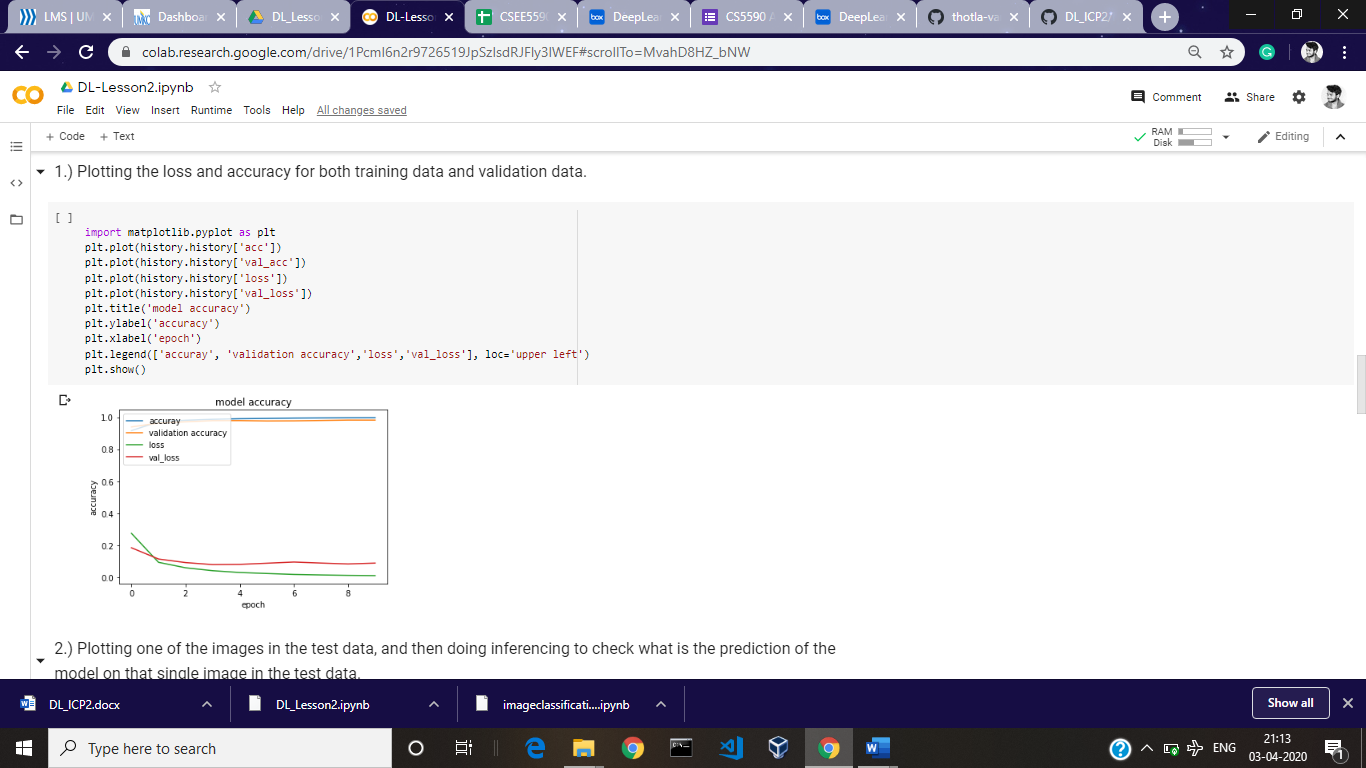 LMS | UM
Dashboa
DL_Lesso
DL-Lesso
CSEE559
DeepLea
CS5590 A
DeepLea
thotla-va
DL_ICP2/
colab.research.google.com/drive/1PcmI6n2r9726519JpSzIsdRJFly3IWEF#scrollTo=MvahD8HZ_bNW
DL-Lesson2.ipynb
Comment
Share
File Edit View Insert Runtime Tools Help All changes saved
+ Code + Text
RAM
Disk
Editing
1.) Plotting the loss and accuracy for both training data and validation data.
[ ]
import matplotlib.pyplot as plt
plt.plot(history.history['acc'])
plt.plot(history.history['val_acc'])
plt.plot(history.history['loss'])
plt.plot(history.history['val_loss'])
plt.title('model accuracy')
plt.ylabel('accuracy')
plt.xlabel('epoch')
plt.legend(['accuray', 'validation accuracy','loss','val_loss'], loc='upper left')
plt.show()
model accuracy
1.0
0.8
0.6
0.4
0.2
0.0
accuracy
accuray
validation accuracy
loss
val_loss
0 2 4 6 8
epoch
2.) Plotting one of the images in the test data, and then doing inferencing to check what is the prediction of the
model on that single image in the test data.
DL_ICP2.docx
DL_Lesson2.ipynb
imageclassificati....ipynb
Show all
Type here to search
ENG
21:13
03-04-2020
1